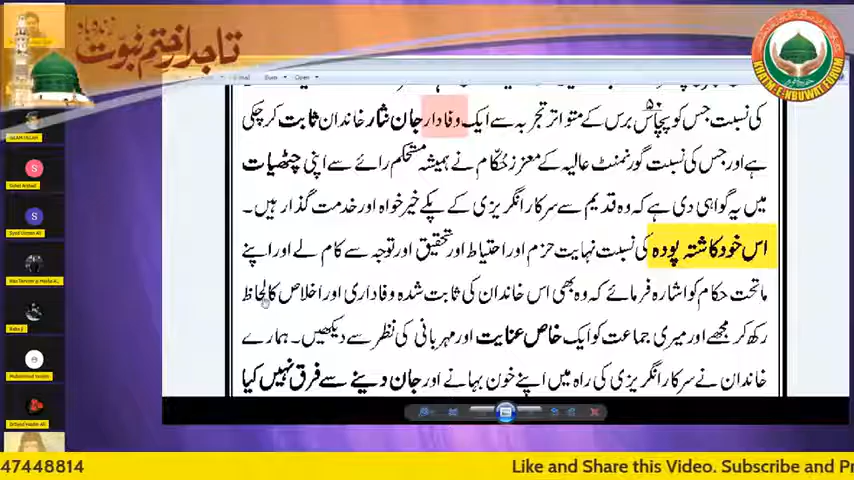 تاجدار ختم نبوت
زندہ باد
KHATM-E-NBUWAT FORUM
Open
کی نسبت جس کو پچاس ۵۰ برس کے متواتر تجربہ سے ایک وفادار جان نثار خاندان ثابت کر چکی
ہے اور جس کی نسبت گورنمنٹ عالیہ کے معزز حُکّام نے ہمیشہ مستحکم رائے سے اپنی چٹھیات
میں یہ گواہی دی ہے کہ وہ قدیم سے سرکار انگریزی کے پکے خیر خواہ اور خدمت گذار ہیں۔
اس خود کاشتہ پودہ کی نسبت نہایت حزم اور احتیاط اور تحقیق اور توجہ سے کام لے اور اپنے
ماتحت حکام کو اشارہ فرمائے کہ وہ بھی اس خاندان کی ثابت شدہ وفاداری اور اخلاص کا لحاظ
رکھ کر مجھے اور میری جماعت کو ایک خاص عنایت اور مہربانی کی نظر سے دیکھیں۔ ہمارے
خاندان نے سرکار انگریزی کی راہ میں اپنے خون بہانے اور جان دینے سے فرق نہیں کیا
S
S
47448814
Like and Share this Video. Subscribe and Pr